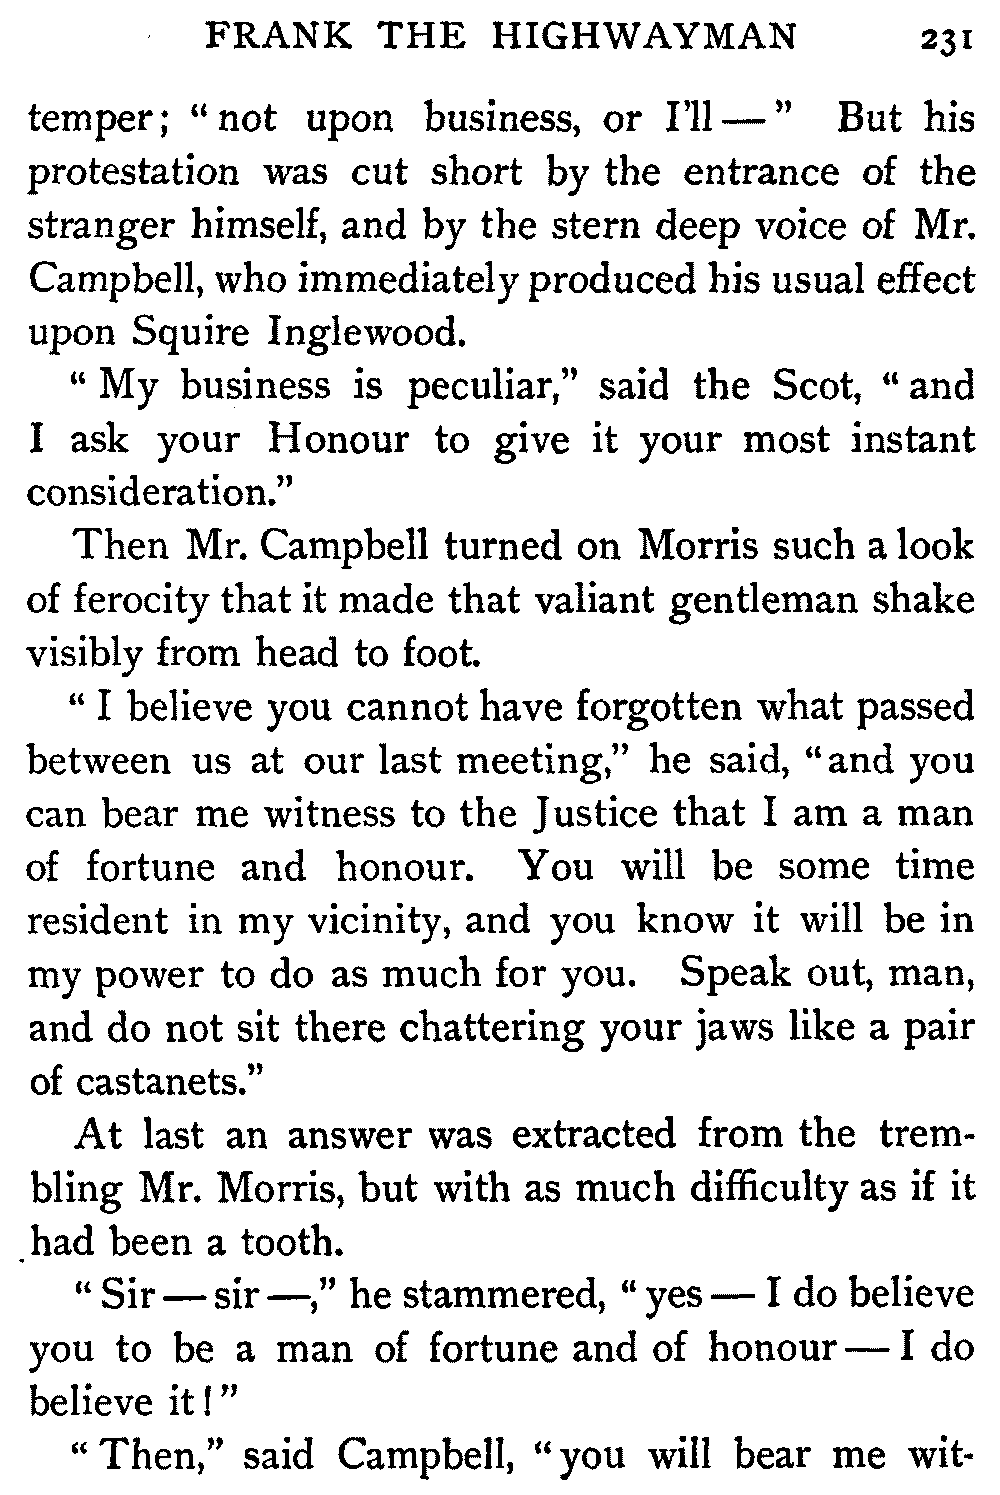 FRANK THE HIGHWAYMAN 231
temper; "not upon business, or I'll—" But his
protestation was cut short by the entrance of the
stranger himself, and by the stern deep voice of Mr.
Campbell, who immediately produced his usual effect
upon Squire Inglewood.
"My business is peculiar," said the Scot, "and
I ask your Honour to give it your most instant
consideration."
Then Mr. Campbell turned on Morris such a look
of ferocity that it made that valiant gentleman shake
visibly from head to foot.
"I believe you cannot have forgotten what passed
between us at our last meeting," he said, "and you
can bear me witness to the Justice that I am a man
of fortune and honour. You will be some time
resident in my vicinity, and you know it will be in
my power to do as much for you. Speak out, man,
and do not sit there chattering your jaws like a pair
of castanets."
At last an answer was extracted from the trem-
bling Mr. Morris, but with as much difficulty as if it
had been a tooth.
"Sir—sir—," he stammered, "yes—I do believe
you to be a man of fortune and of honour—I do
believe it!"
"Then," said Campbell, "you will bear me wit-